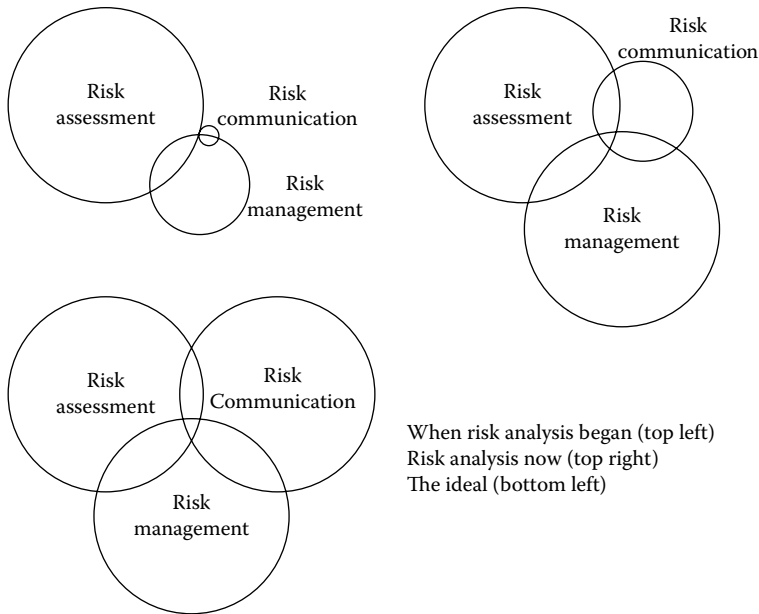 Risk
assessment
Risk
communication
Risk
management
Risk
communication
Risk
assessment
Risk
management
Risk
assessment
Risk
Communication
Risk
management
When risk analysis began (top left)
Risk analysis now (top right)
The ideal (bottom left)